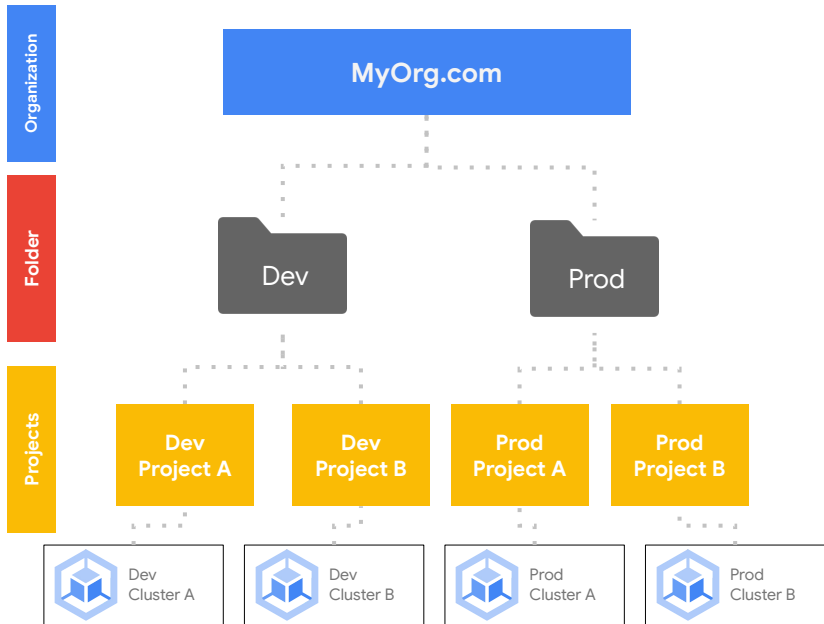 Organization
MyOrg.com
Folder
Dev
Prod
Projects
Dev
Project A
Dev
Project B
Prod
Project A
Prod
Project B
Dev
Cluster A
Dev
Cluster B
Prod
Cluster A
Prod
Cluster B